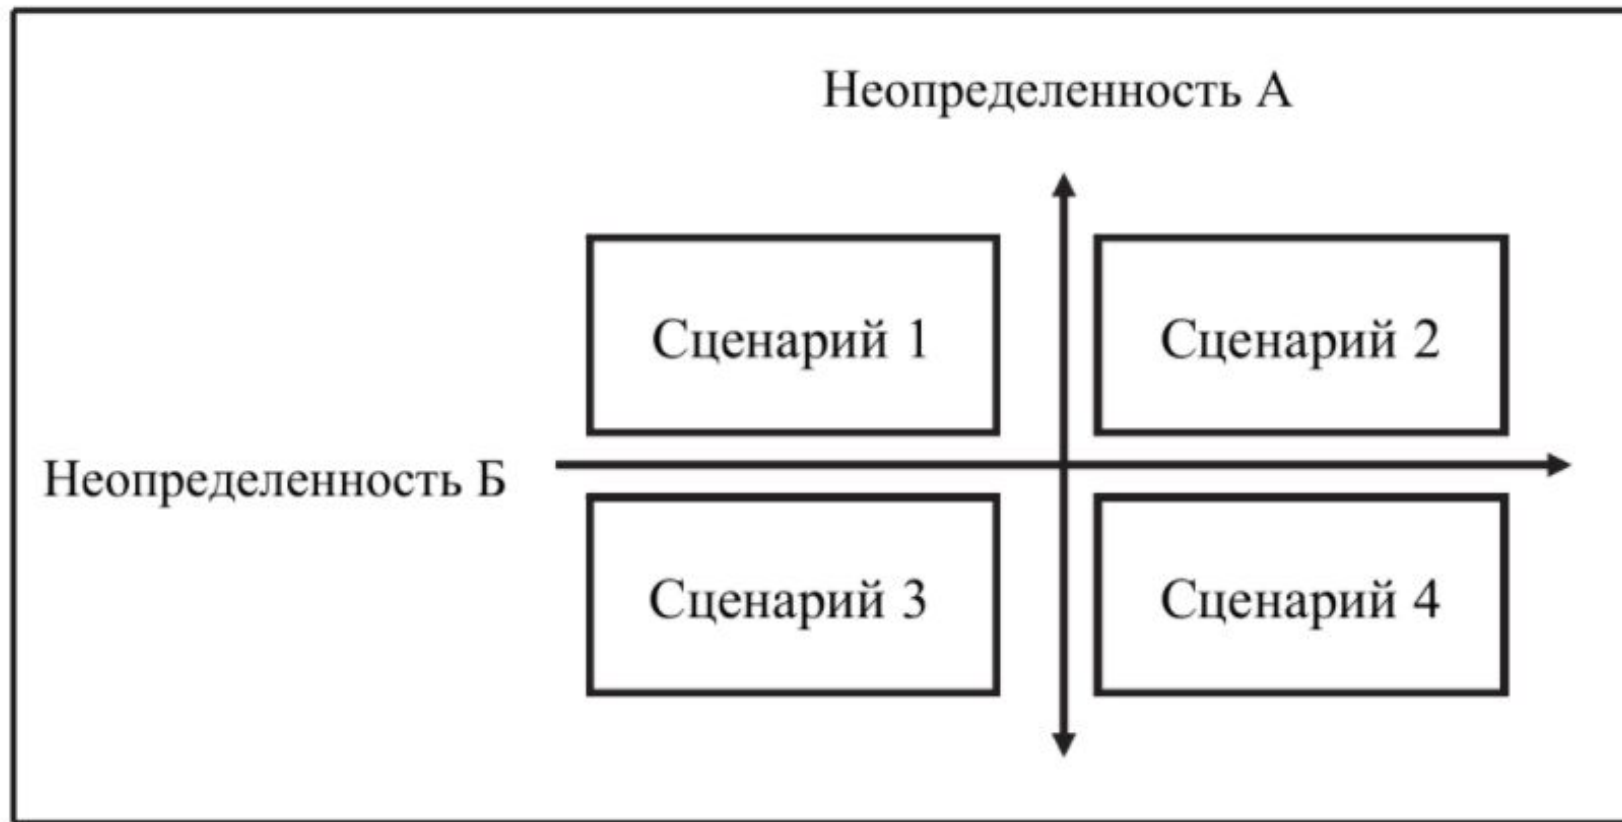 Неопределенность А
Сценарий 1
Сценарий 2
Неопределенность Б
Сценарий 3
Сценарий 4